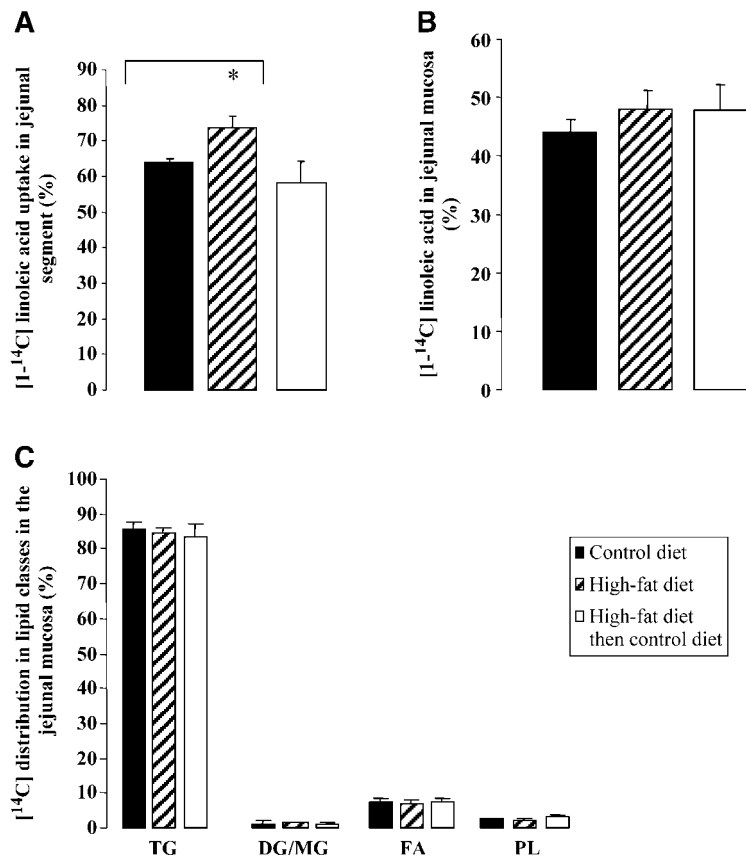 A
[1-¹⁴C] linoleic acid uptake in jejunal
segment (%)
90
80
70
60
50
40
30
20
10
0
*
B
[1-¹⁴C] linoleic acid in jejunal mucosa
(%)
60
50
40
30
20
10
0
C
[¹⁴C] distribution in lipid classes in the
jejunal mucosa (%)
100
90
80
70
60
50
40
30
20
10
0
TG DG/MG FA PL
Control diet
High-fat diet
High-fat diet
then control diet